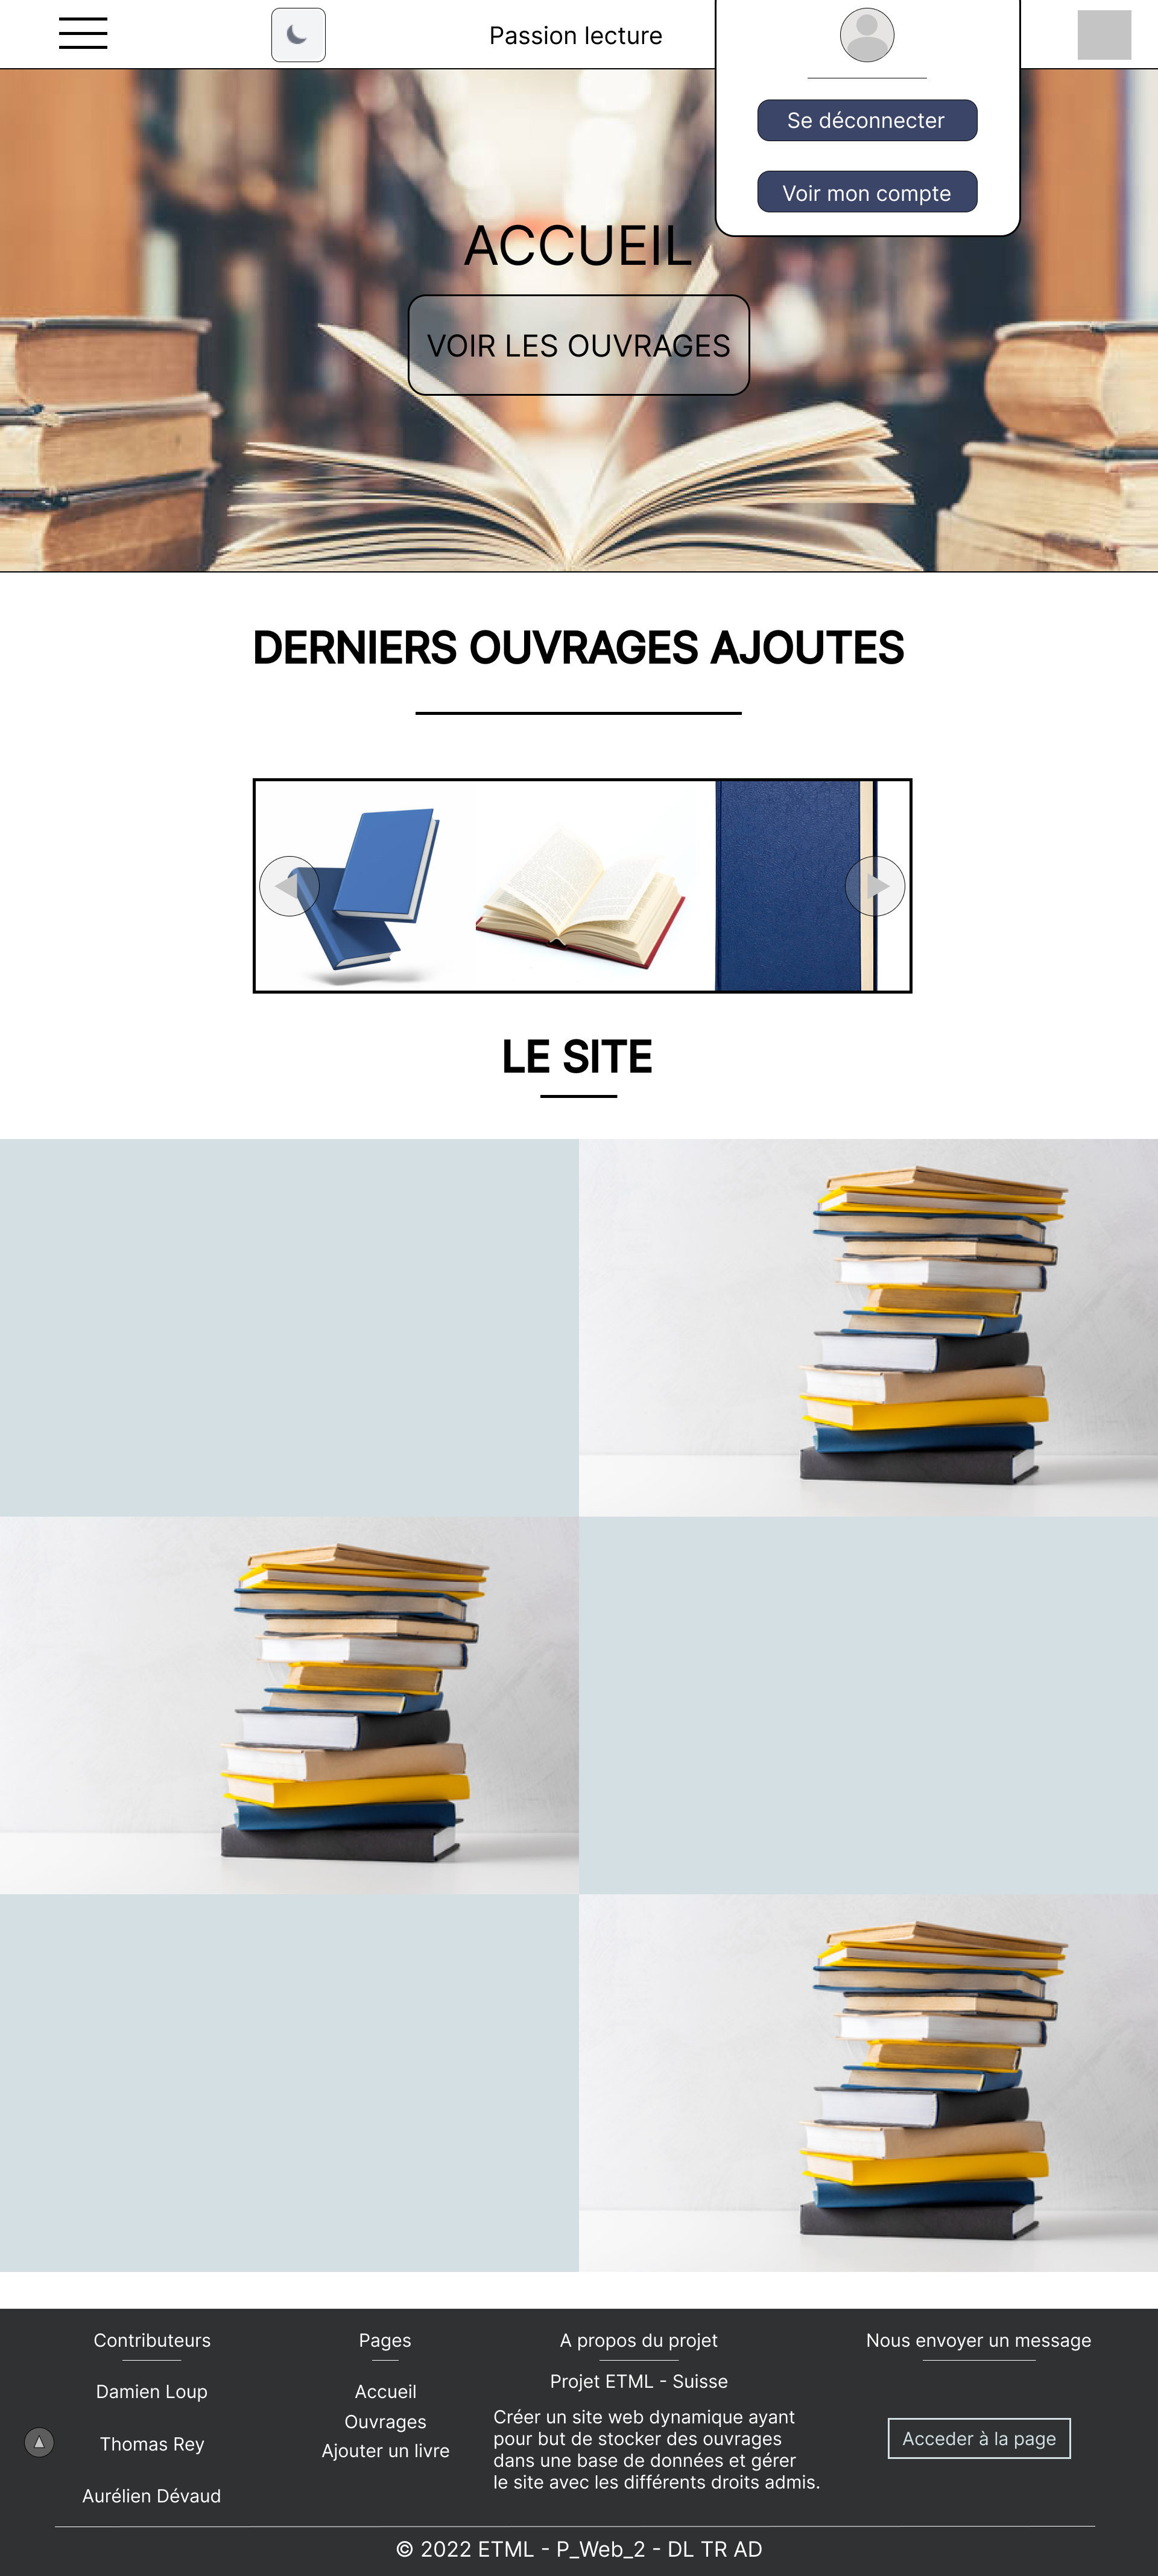 Passion lecture
Se déconnecter
Voir mon compte
ACCUEIL
VOIR LES OUVRAGES
DERNIERS OUVRAGES AJOUTES
LE SITE
Contributeurs
Damien Loup
Thomas Rey
Aurélien Dévaud
Pages
Accueil
Ouvrages
Ajouter un livre
A propos du projet
Projet ETML - Suisse
Créer un site web dynamique ayant
pour but de stocker des ouvrages
dans une base de données et gérer
le site avec les différents droits admis.
Nous envoyer un message
Acceder à la page
© 2022 ETML - P_Web_2 - DL TR AD